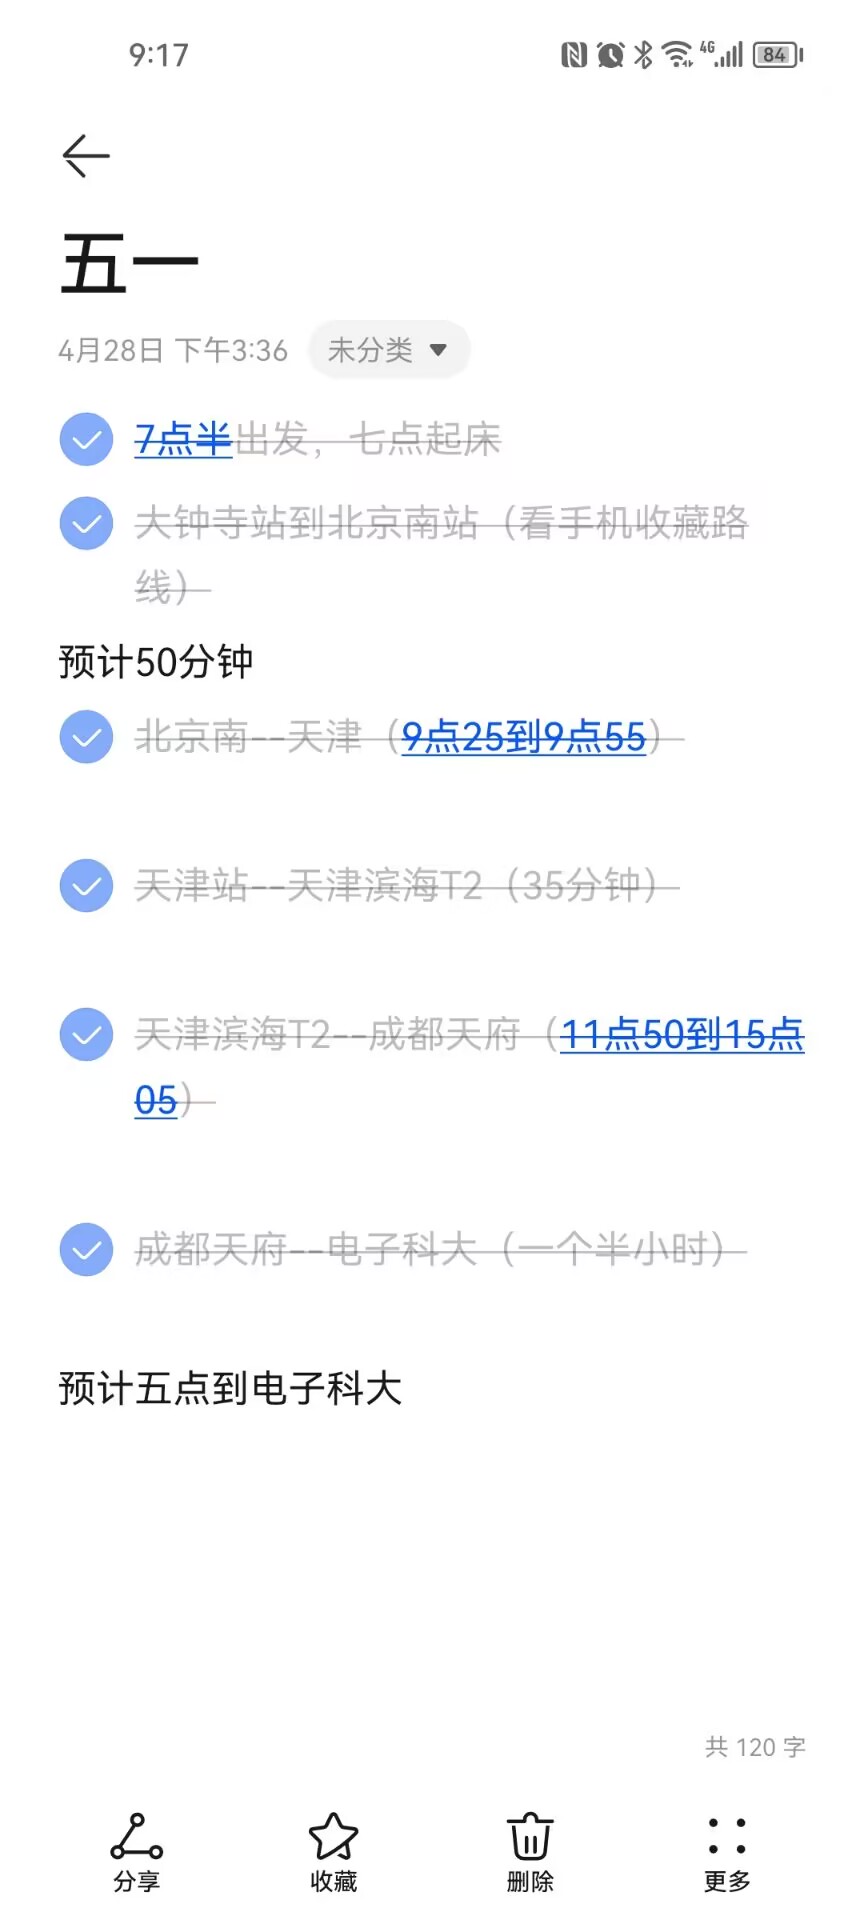 9:17
4G
84
五一
4月28日 下午3:36
未分类
7点半出发，七点起床
大钟寺站到北京南站（看手机收藏路
线）
预计50分钟
北京南--天津（9点25到9点55）
天津站--天津滨海T2（35分钟）
天津滨海T2--成都天府（11点50到15点
05）
成都天府--电子科大（一个半小时）
预计五点到电子科大
共 120 字
分享
收藏
删除
更多